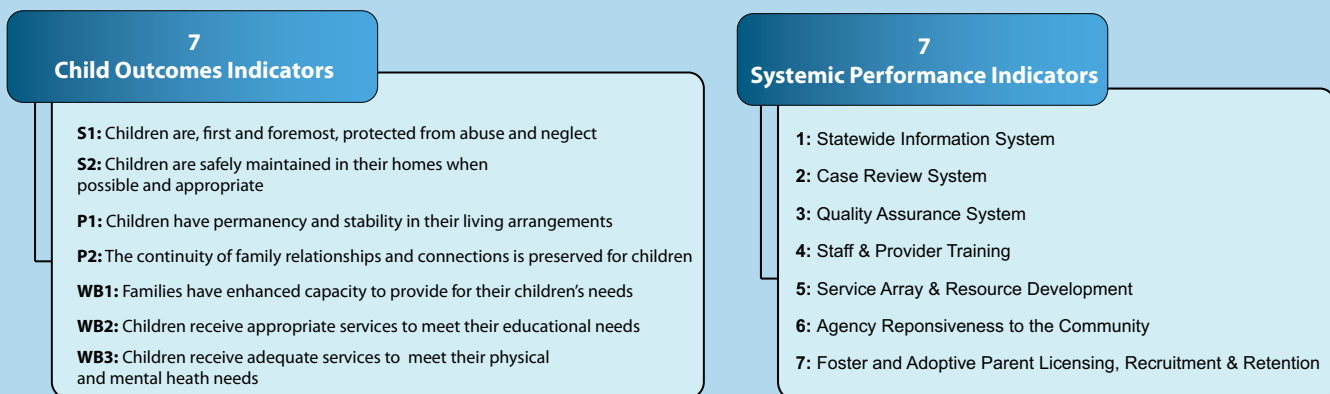 7
Child Outcomes Indicators
S1: Children are, first and foremost, protected from abuse and neglect
S2: Children are safely maintained in their homes when
possible and appropriate
P1: Children have permanency and stability in their living arrangements
P2: The continuity of family relationships and connections is preserved for children
WB1: Families have enhanced capacity to provide for their children's needs
WB2: Children receive appropriate services to meet their educational needs
WB3: Children receive adequate services to  meet their physical
and mental heath needs
7
Systemic Performance Indicators
1: Statewide Information System
2: Case Review System
3: Quality Assurance System
4: Staff & Provider Training
5: Service Array & Resource Development
6: Agency Reponsiveness to the Community
7: Foster and Adoptive Parent Licensing, Recruitment & Retention